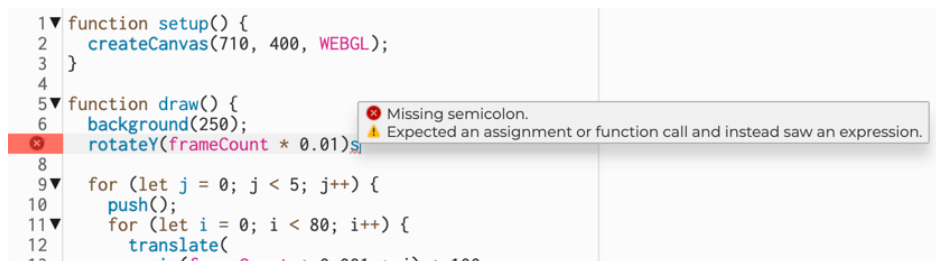 1 function setup() {
2 createCanvas(710, 400, WEBGL);
3 }
4
5 function draw() {
6 background(250);
rotateY(frameCount * 0.01)s
Missing semicolon.
Expected an assignment or function call and instead saw an expression.
8
9 for (let j = 0; j < 5; j++) {
10 push();
11 for (let i = 0; i < 80; i++) {
12 translate(